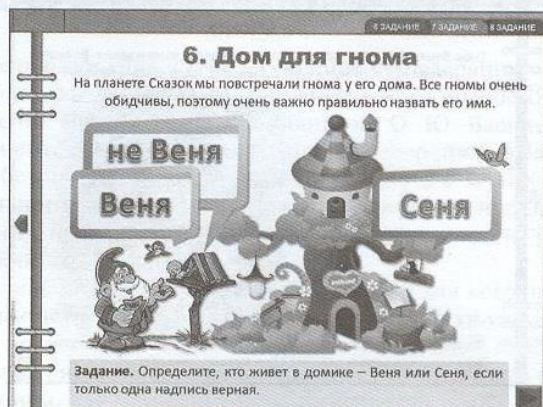 6 ЗАДАНИЕ 7 ЗАДАНИЕ 8 ЗАДАНИЕ
6. Дом для гнома
На планете Сказок мы повстречали гнома у его дома. Все гномы очень
обидчивы, поэтому очень важно правильно назвать его имя.
не Веня
Веня
Сеня
Задание. Определите, кто живет в домике – Веня или Сеня, если
только одна надпись верная.